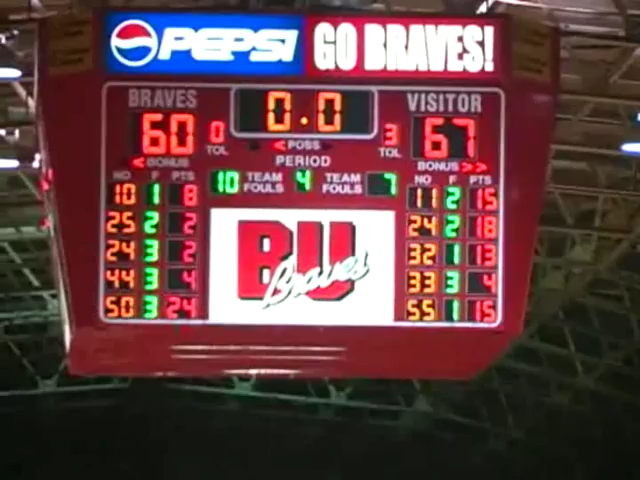 PEPSI GO BRAVES!
BRAVES 0.0 VISITOR
60 0 TOL < POSS 3 TOL 67
< BONUS PERIOD BONUS > >
NO F PTS 10 TEAM FOULS 4 TEAM FOULS 7 NO F PTS
10 1 8 11 2 15
25 2 2 24 2 18
24 3 2 32 1 13
44 3 4 33 3 4
50 3 24 55 1 15
BU
Braves